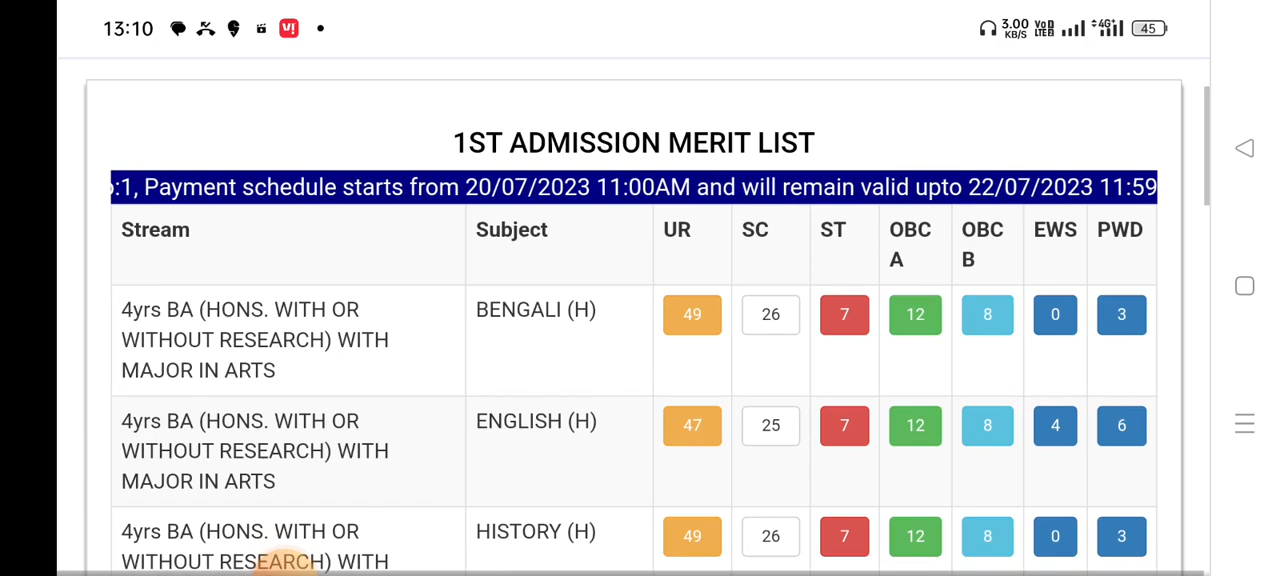 13:10 3.00 KB/S VoD LTE2 4G+ 45
1ST ADMISSION MERIT LIST
:1, Payment schedule starts from 20/07/2023 11:00AM and will remain valid upto 22/07/2023 11:59
Stream Subject UR SC ST OBC A OBC B EWS PWD
4yrs BA (HONS. WITH OR BENGALI (H) 49 26 7 12 8 0 3
WITHOUT RESEARCH) WITH
MAJOR IN ARTS
4yrs BA (HONS. WITH OR ENGLISH (H) 47 25 7 12 8 4 6
WITHOUT RESEARCH) WITH
MAJOR IN ARTS
4yrs BA (HONS. WITH OR HISTORY (H) 49 26 7 12 8 0 3
WITHOUT RESEARCH) WITH